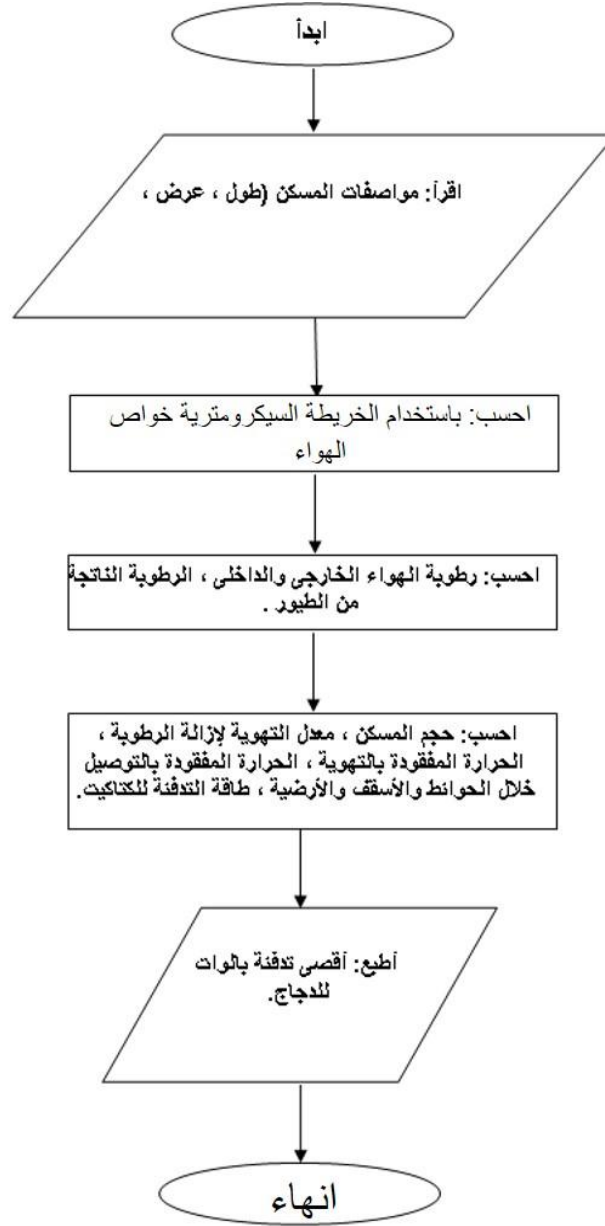 ابدأ
اقرأ: مواصفات المسكن (طول ، عرض ،
احسب: باستخدام الخريطة السيكرومترية خواص
الهواء
احسب: رطوبة الهواء الخارجى والداخلى ، الرطوبة الناتجة
من الطيور .
احسب: حجم المسكن ، معدل التهوية لإزالة الرطوبة ،
الحرارة المفقودة بالتهوية ، الحرارة المفقودة بالتوصيل
خلال الحوائط والأسقف والأرضية ، طاقة التدفئة للكتاكيت.
أطبع: أقصى تدفئة بالوات
للدجاج.
انهاء